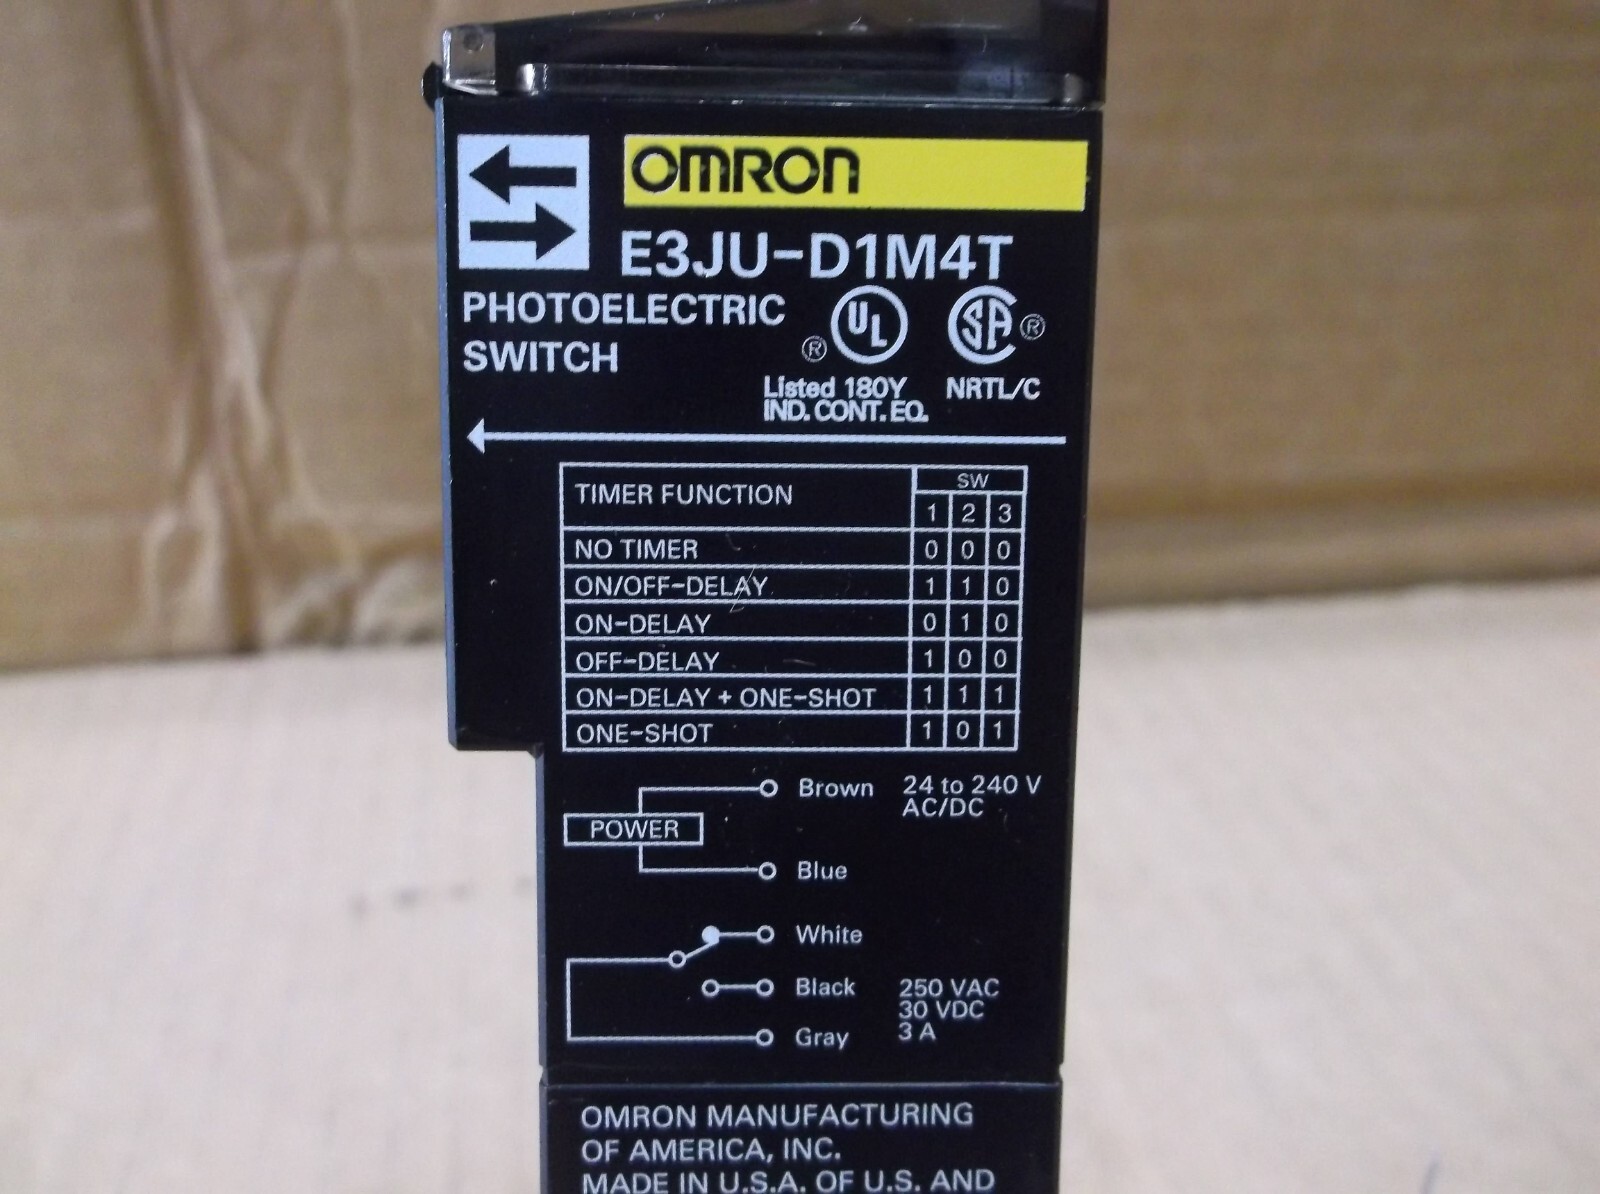 OMRON
E3JU-D1M4T
PHOTOELECTRIC
SWITCH
® UL
SA ®
Listed 180Y
IND. CONT. EQ.
NRTL/C
TIMER FUNCTION SW
1 2 3
NO TIMER 0 0 0
ON/OFF-DELAY 1 1 0
ON-DELAY 0 1 0
OFF-DELAY 1 0 0
ON-DELAY + ONE-SHOT 1 1 1
ONE-SHOT 1 0 1
POWER
Brown 24 to 240 V
AC/DC
Blue
White
Black 250 VAC
30 VDC
Gray 3 A
OMRON MANUFACTURING
OF AMERICA, INC.
MADE IN U.S.A. OF U.S. AND